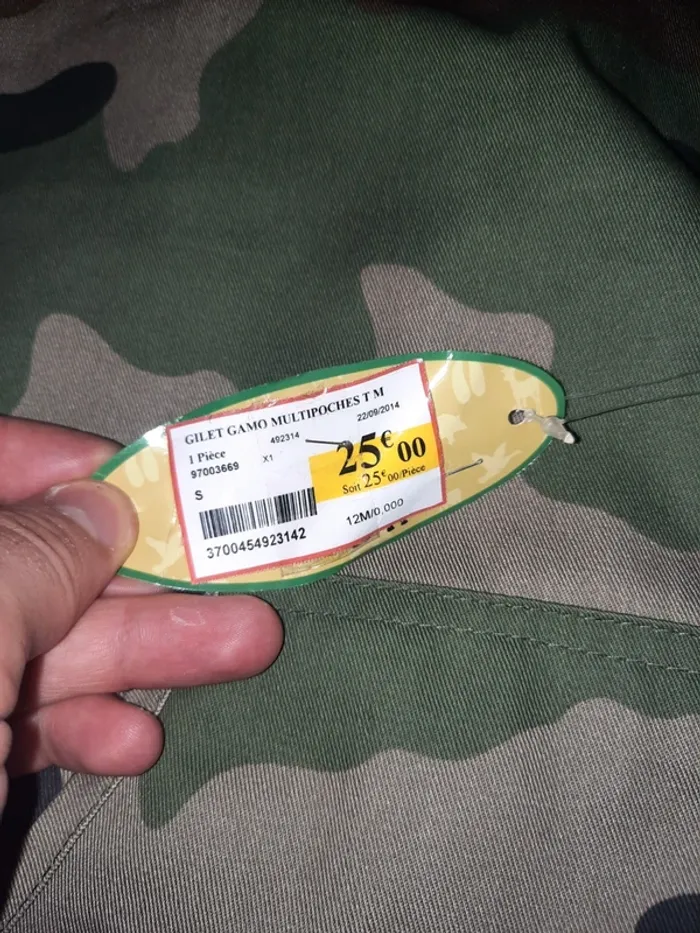 GILET GAMO MULTIPOCHES T M
492314 22/09/2014
1 Pièce X1 25€00
97003669
S Soit 25€00/Pièce
12M/0,000
3700454923142